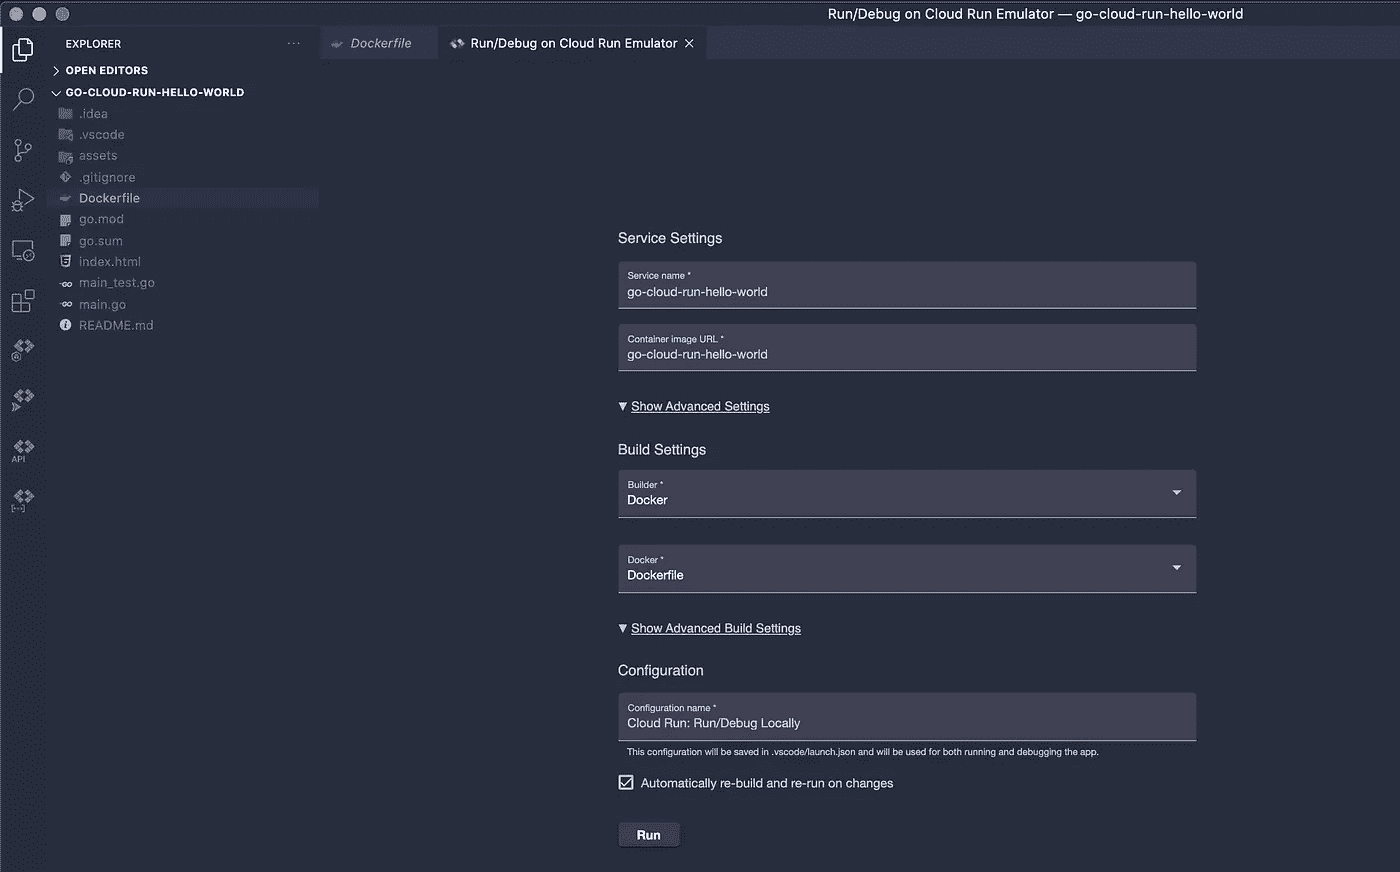 Run/Debug on Cloud Run Emulator — go-cloud-run-hello-world
EXPLORER
Dockerfile
Run/Debug on Cloud Run Emulator
OPEN EDITORS
GO-CLOUD-RUN-HELLO-WORLD
.idea
.vscode
assets
.gitignore
Dockerfile
go.mod
go.sum
index.html
main_test.go
main.go
README.md
API
Service Settings
Service name *
go-cloud-run-hello-world
Container image URL *
go-cloud-run-hello-world
▼ Show Advanced Settings
Build Settings
Builder *
Docker
Docker *
Dockerfile
▼ Show Advanced Build Settings
Configuration
Configuration name *
Cloud Run: Run/Debug Locally
This configuration will be saved in .vscode/launch.json and will be used for both running and debugging the app.
Automatically re-build and re-run on changes
Run